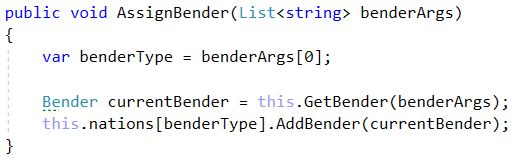 public void AssignBender(List<string> benderArgs)
{
var benderType = benderArgs[0];
Bender currentBender = this.GetBender(benderArgs);
this.nations[benderType].AddBender(currentBender);
}